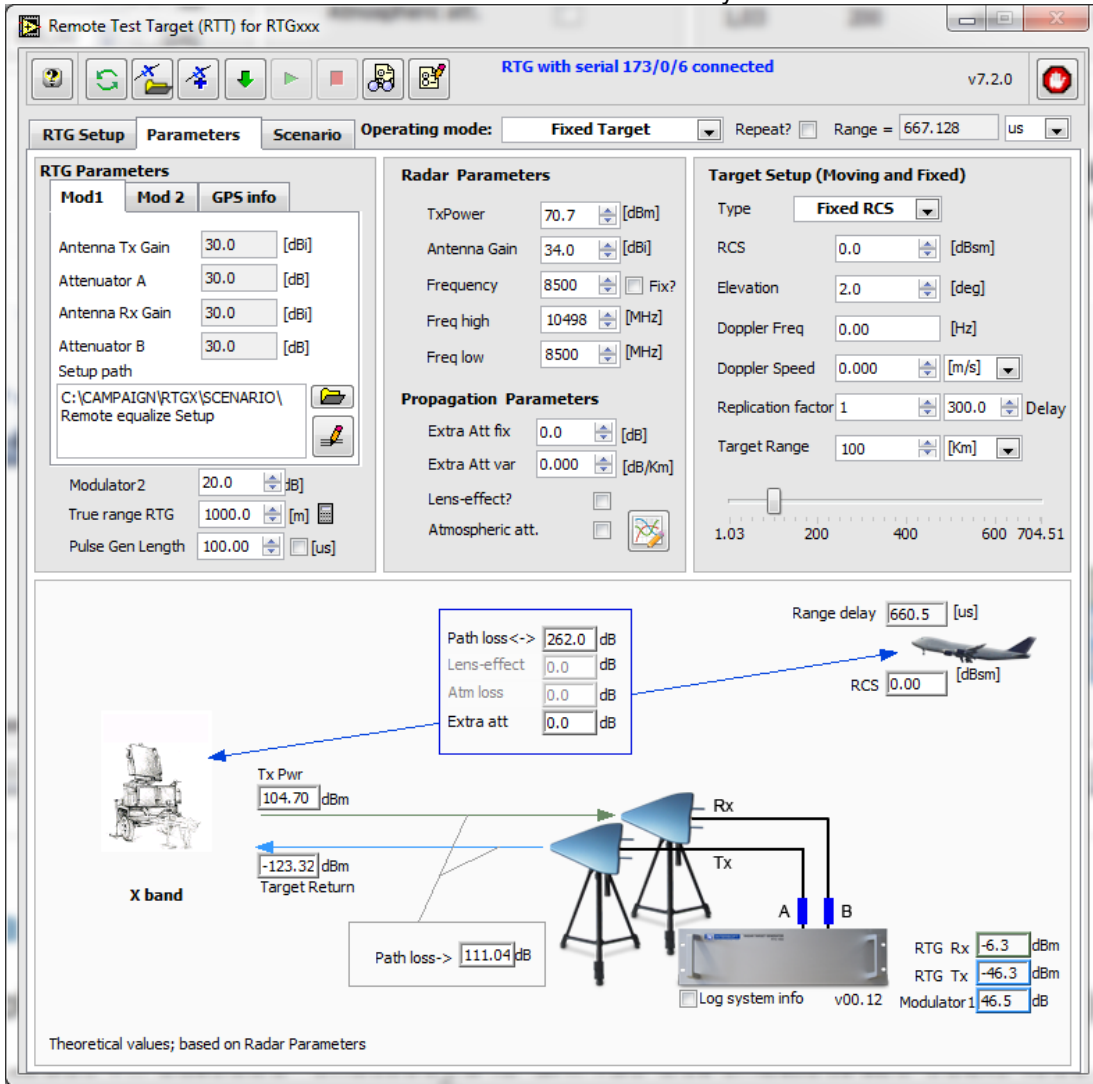 Remote Test Target (RTT) for RTGxxx
RTG with serial 173/0/6 connected
v7.2.0
RTG Setup Parameters Scenario Operating mode: Fixed Target Repeat? Range = 667.128 us
RTG Parameters
Mod1 Mod 2 GPS info
Antenna Tx Gain 30.0 [dBi]
Attenuator A 30.0 [dB]
Antenna Rx Gain 30.0 [dBi]
Attenuator B 30.0 [dB]
Setup path
C:\CAMPAIGN\RTGX\SCENARIO\
Remote equalize Setup
Modulator2 20.0 dB]
True range RTG 1000.0 [m]
Pulse Gen Length 100.00 [us]
Radar Parameters
TxPower 70.7 [dBm]
Antenna Gain 34.0 [dBi]
Frequency 8500 Fix?
Freq high 10498 [MHz]
Freq low 8500 [MHz]
Propagation Parameters
Extra Att fix 0.0 [dB]
Extra Att var 0.000 [dB/Km]
Lens-effect?
Atmospheric att.
Target Setup (Moving and Fixed)
Type Fixed RCS
RCS 0.0 [dBsm]
Elevation 2.0 [deg]
Doppler Freq 0.00 [Hz]
Doppler Speed 0.000 [m/s]
Replication factor 1 300.0 Delay
Target Range 100 [Km]
1.03 200 400 600 704.51
Range delay 660.5 [us]
RCS 0.00 [dBsm]
Path loss<-> 262.0 dB
Lens-effect 0.0 dB
Atm loss 0.0 dB
Extra att 0.0 dB
Tx Pwr
104.70 dBm
-123.32 dBm
Target Return
X band
Path loss-> 111.04 dB
Rx
Tx
A B
RTG Rx -6.3 dBm
RTG Tx -46.3 dBm
Modulator1 46.5 dB
Log system info v00.12
Theoretical values; based on Radar Parameters